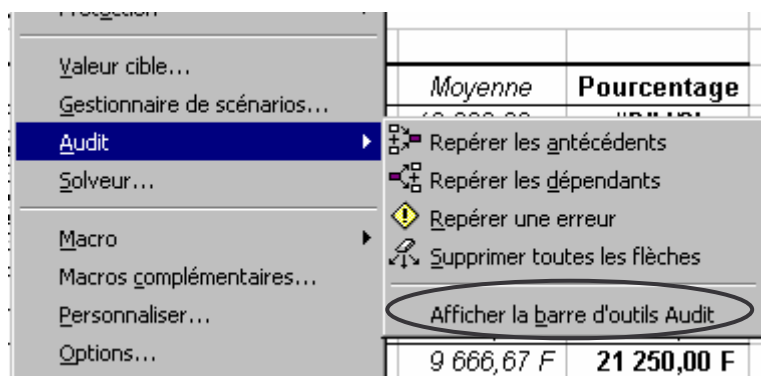 Protection
Valeur cible...
Gestionnaire de scénarios...
Audit
Solveur...
Macro
Macros complémentaires...
Personnaliser...
Options...
Moyenne Pourcentage
Repérer les antécédents
Repérer les dépendants
Repérer une erreur
Supprimer toutes les flèches
Afficher la barre d'outils Audit
9 666,67 F 21 250,00 F